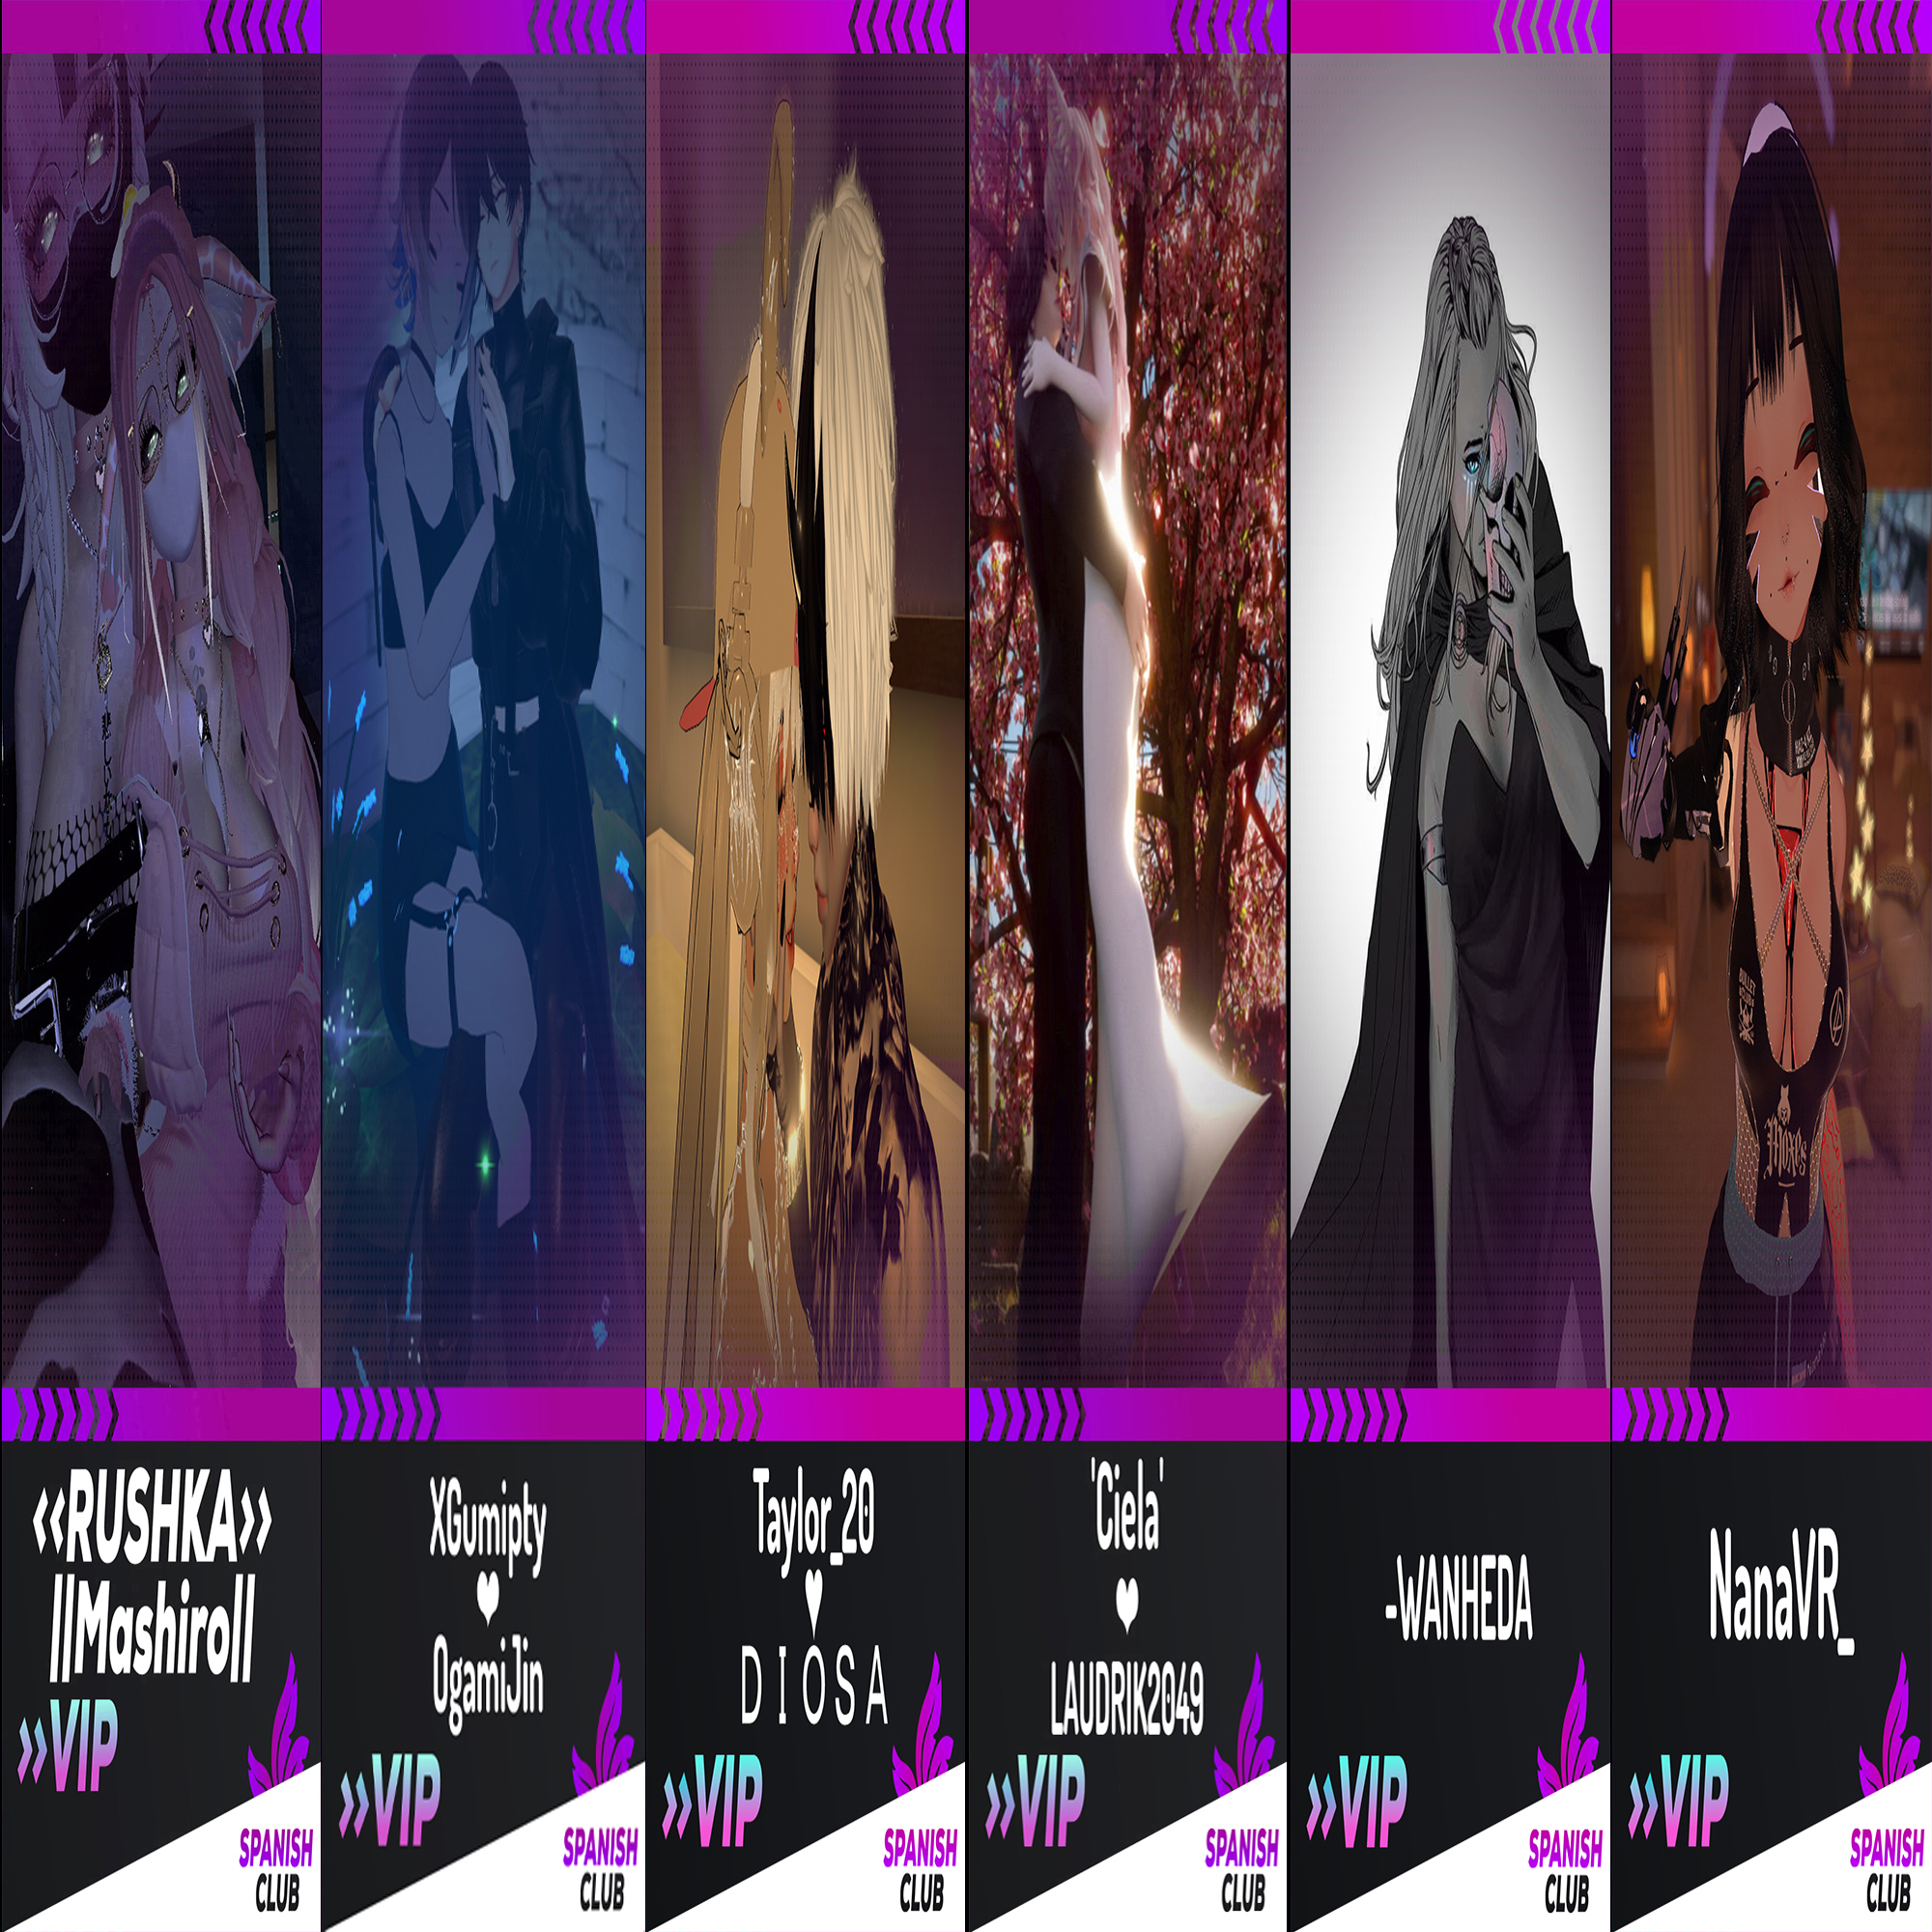 ‹‹RUSHKA››
||Mashiro||
››VIP
SPANISH
CLUB
XGumipty
♥
OgamiJin
››VIP
SPANISH
CLUB
Taylor_20
♥
D I O S A
››VIP
SPANISH
CLUB
'Ciela'
♥
LAUDRIK2049
››VIP
SPANISH
CLUB
-WANHEDA
››VIP
SPANISH
CLUB
Moxes
NanaVR_
››VIP
SPANISH
CLUB